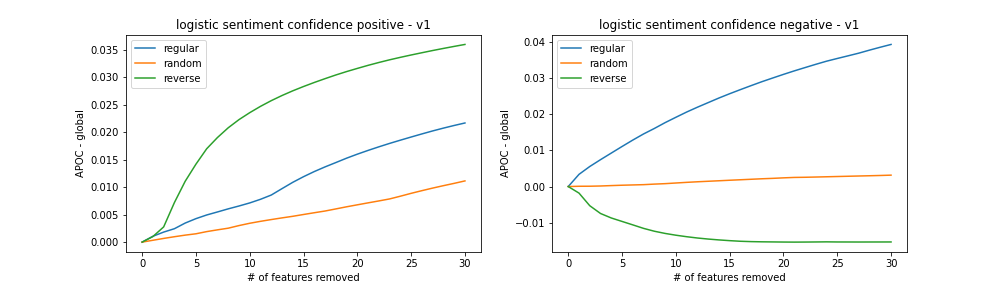 logistic sentiment confidence positive - v1
regular
random
reverse
APOC - global
0.035
0.030
0.025
0.020
0.015
0.010
0.005
0.000
0 5 10 15 20 25 30
# of features removed
logistic sentiment confidence negative - v1
regular
random
reverse
APOC - global
0.04
0.03
0.02
0.01
0.00
−0.01
0 5 10 15 20 25 30
# of features removed